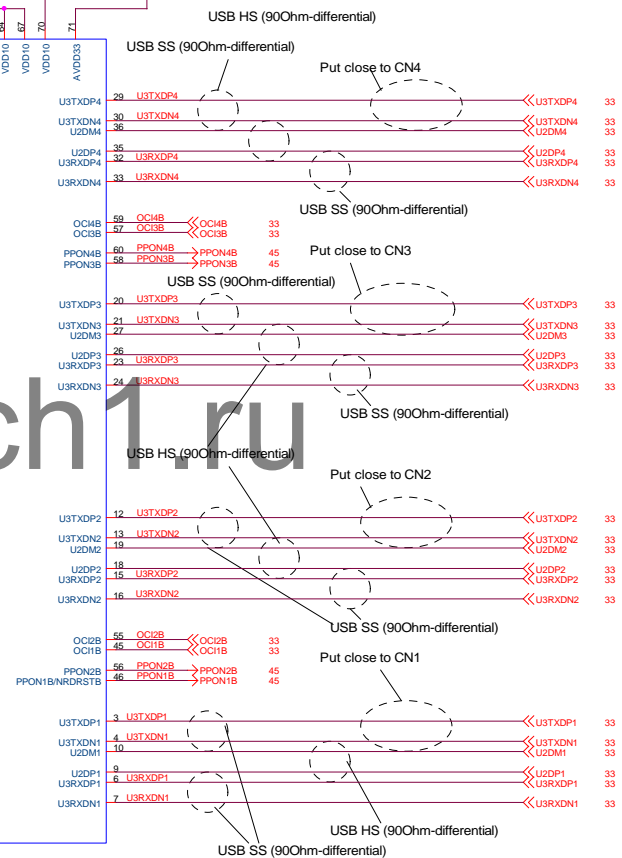 USB HS (90Ohm-differential)
64 67 70 71
VDD10 VDD10 VDD10 AVDD33
USB SS (90Ohm-differential)
Put close to CN4
U3TXDP4 29 U3TXDP4 U3TXDP4 33
U3TXDN4 30 U3TXDN4 U3TXDN4 33
U2DM4 36 U2DM4 33
U2DP4 35 U2DP4 33
U3RXDP4 32 U3RXDP4 U3RXDP4 33
U3RXDN4 33 U3RXDN4 U3RXDN4 33
USB SS (90Ohm-differential)
OCI4B 59 OCI4B OCI2B 33
OCI3B 57 OCI3B OCI3B 33
PPON4B 60 PPON4B PPON4B 45
PPON3B 58 PPON3B PPON3B 45
Put close to CN3
USB SS (90Ohm-differential)
U3TXDP3 20 U3TXDP3 U3TXDP3 33
U3TXDN3 21 U3TXDN3 U3TXDN3 33
U2DM3 27 U2DM3 33
U2DP3 26 U2DP3 33
U3RXDP3 23 U3RXDP3 U3RXDP3 33
U3RXDN3 24 U3RXDN3 U3RXDN3 33
USB SS (90Ohm-differential)
ch1.ru
USB HS (90Ohm-differential)
Put close to CN2
U3TXDP2 12 U3TXDP2 U3TXDP2 33
U3TXDN2 13 U3TXDN2 U3TXDN2 33
U2DM2 19 U2DM2 33
U2DP2 18 U2DP2 33
U3RXDP2 15 U3RXDP2 U3RXDP2 33
U3RXDN2 16 U3RXDN2 U3RXDN2 33
USB SS (90Ohm-differential)
OCI2B 55 OCI2B OCI2B 33
OCI1B 45 OCI1B OCI1B 33
Put close to CN1
PPON2B 56 PPON2B PPON2B 45
PPON1B/NRDRSTB 46 PPON1B PPON1B 45
U3TXDP1 3 U3TXDP1 U3TXDP1 33
U3TXDN1 4 U3TXDN1 U3TXDN1 33
U2DM1 10 U2DM1 33
U2DP1 9 U2DP1 33
U3RXDP1 6 U3RXDP1 U3RXDP1 33
U3RXDN1 7 U3RXDN1 U3RXDN1 33
USB HS (90Ohm-differential)
USB SS (90Ohm-differential)